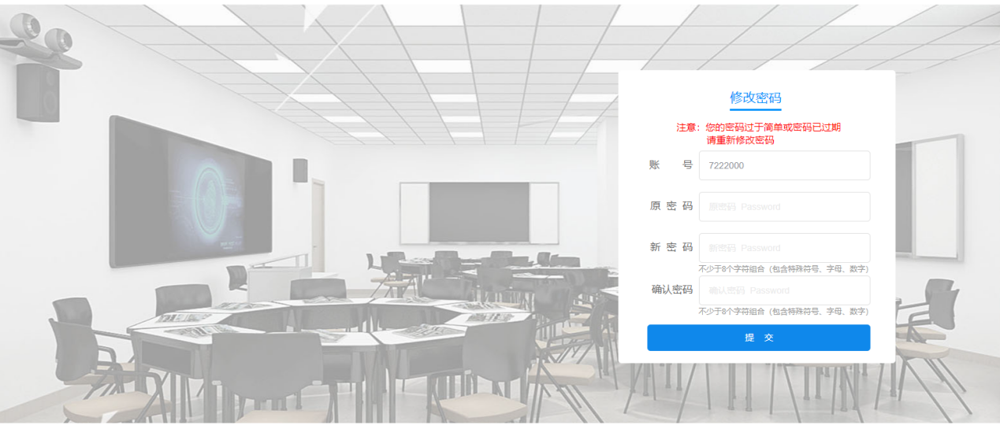 修改密码
注意：您的密码过于简单或密码已过期
请重新修改密码
账 号 7222000
原 密 码 原密码 Password
新 密 码 新密码 Password
不少于8个字符组合（包含特殊符号、字母、数字）
确认密码 确认密码 Password
不少于8个字符组合（包含特殊符号、字母、数字）
提 交